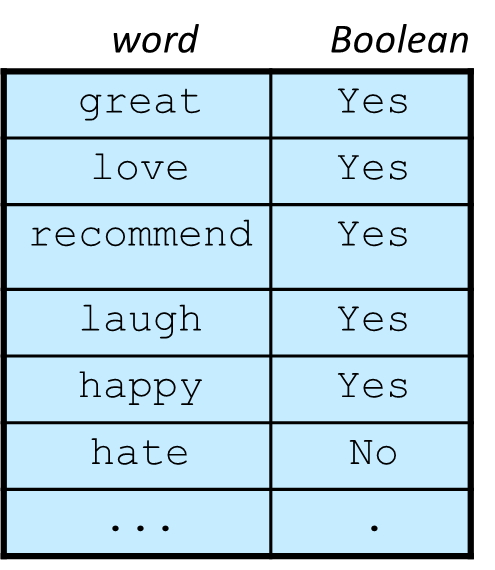 word Boolean
great Yes
love Yes
recommend Yes
laugh Yes
happy Yes
hate No
... .